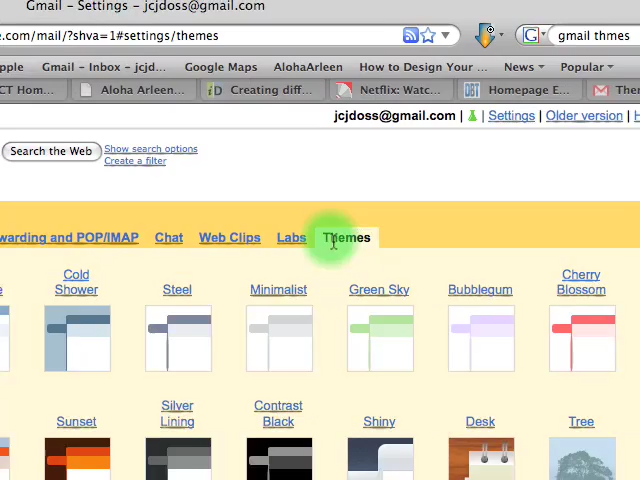 Gmail - Settings - jcjdoss@gmail.com
e.com/mail/?shva=1#settings/themes
gmail thmes
pple Gmail - Inbox - jcjd... Google Maps AlohaArleen How to Design Your ... News Popular
CT Hom... Aloha Arleen... Creating diff... Netflix: Watc... DBT Homepage E... Ther
jcjdoss@gmail.com | | Settings | Older version | H
Search the Web Show search options
Create a filter
warding and POP/IMAP Chat Web Clips Labs Themes
e Cold Shower Steel Minimalist Green Sky Bubblegum Cherry Blossom
Sunset Silver Lining Contrast Black Shiny Desk Tree